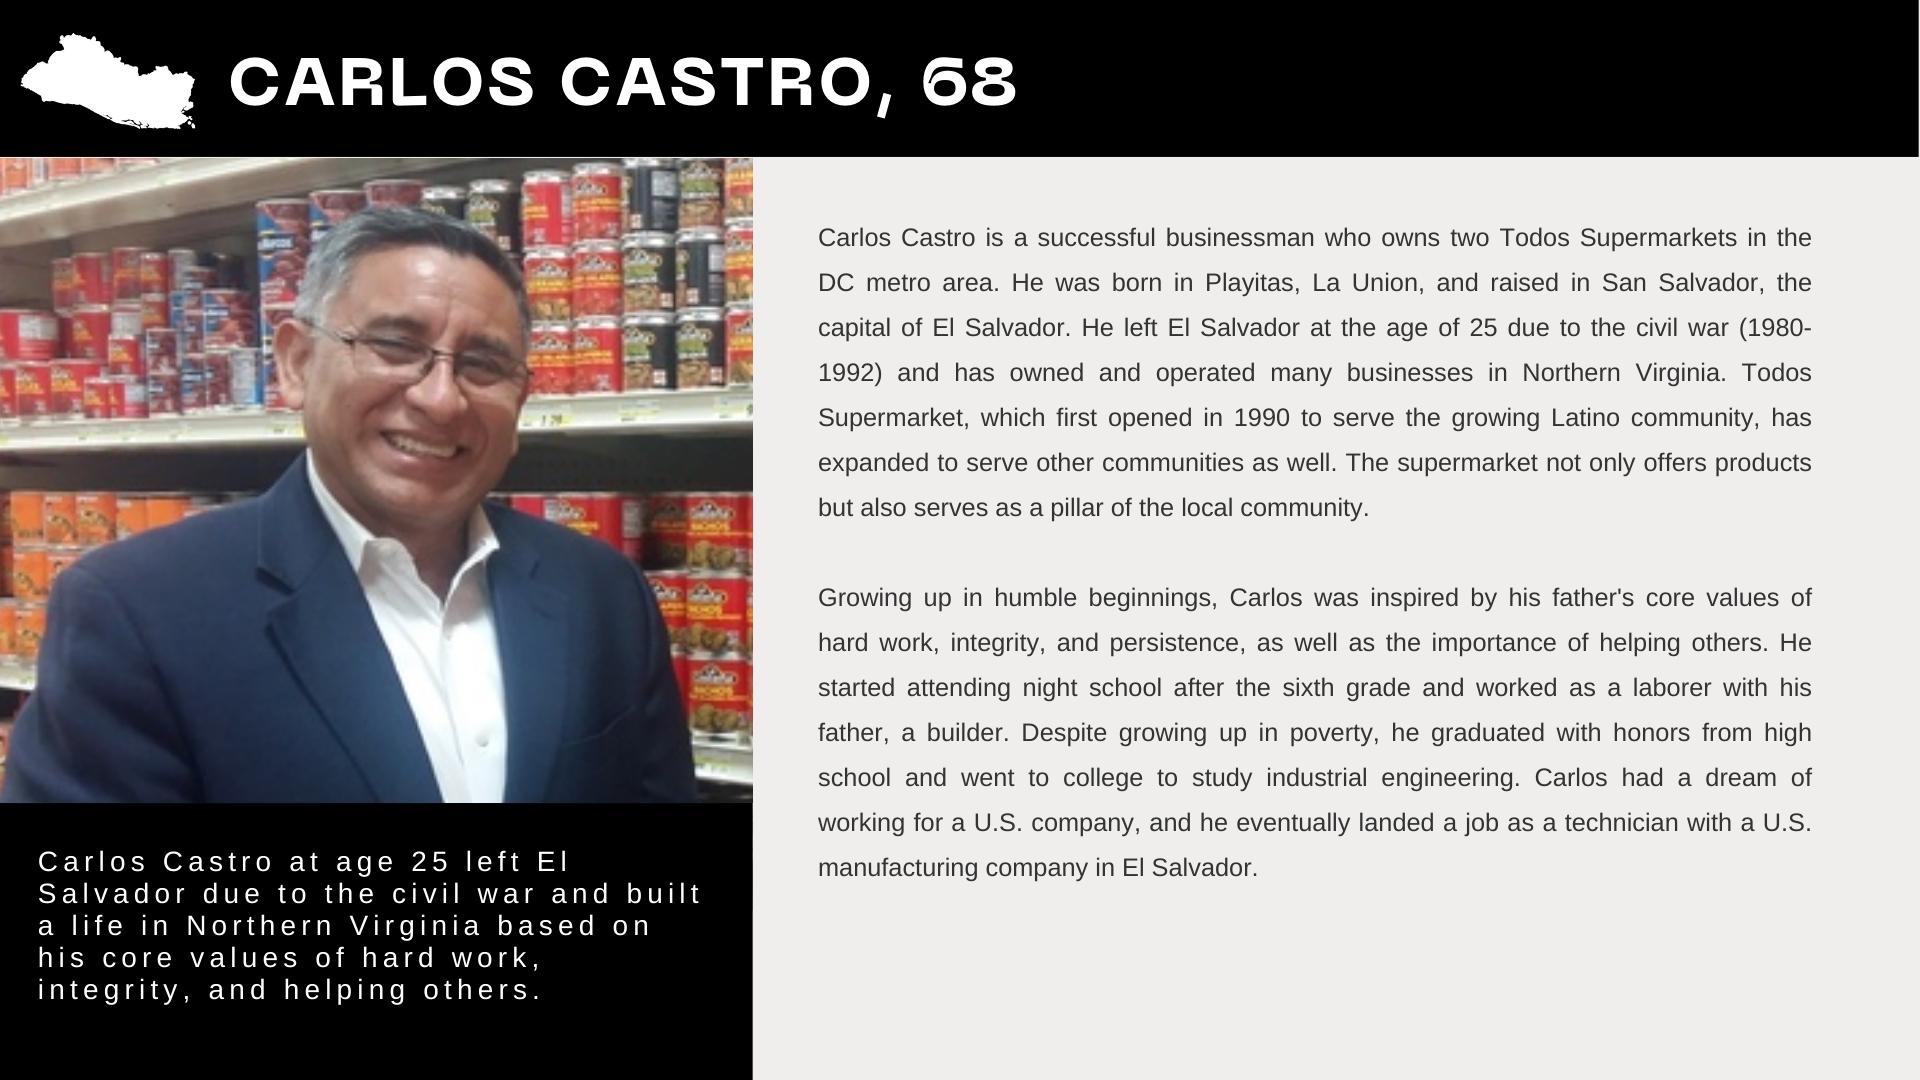 CARLOS CASTRO, 68
Carlos Castro is a successful businessman who owns two Todos Supermarkets in the
DC metro area. He was born in Playitas, La Union, and raised in San Salvador, the
capital of El Salvador. He left El Salvador at the age of 25 due to the civil war (1980-
1992) and has owned and operated many businesses in Northern Virginia. Todos
Supermarket, which first opened in 1990 to serve the growing Latino community, has
expanded to serve other communities as well. The supermarket not only offers products
but also serves as a pillar of the local community.
Growing up in humble beginnings, Carlos was inspired by his father's core values of
hard work, integrity, and persistence, as well as the importance of helping others. He
started attending night school after the sixth grade and worked as a laborer with his
father, a builder. Despite growing up in poverty, he graduated with honors from high
school and went to college to study industrial engineering. Carlos had a dream of
working for a U.S. company, and he eventually landed a job as a technician with a U.S.
manufacturing company in El Salvador.
Carlos Castro at age 25 left El
Salvador due to the civil war and built
a life in Northern Virginia based on
his core values of hard work,
integrity, and helping others.